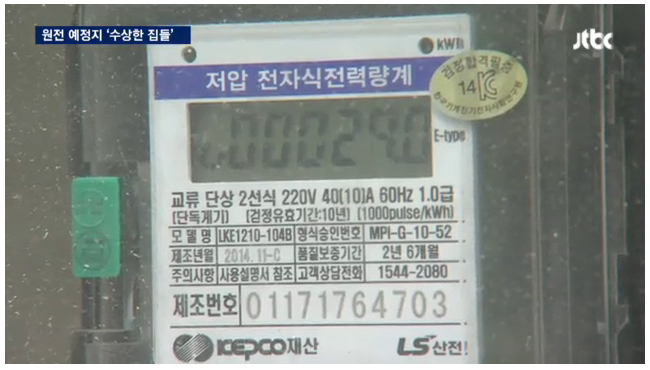 원전 예정지 '수상한 집들'
jtbc
kWh
저압 전자식전력량계
검정합격필증
14 KC
000024.0
E-type
교류 단상 2선식 220V 40(10)A 60Hz 1.0급
(단독계기) (검정유효기간:10년) (1000pulse/kWh)
모 델 명 LKE1210-104B 형식승인번호 MPI-G-10-52
제조년월 2014.11-C 품질보증기간 2년 6개월
주의사항 사용설명서 참조 고객상담전화 1544-2080
제조번호 01171764703
KEPCO재산 LS산전!